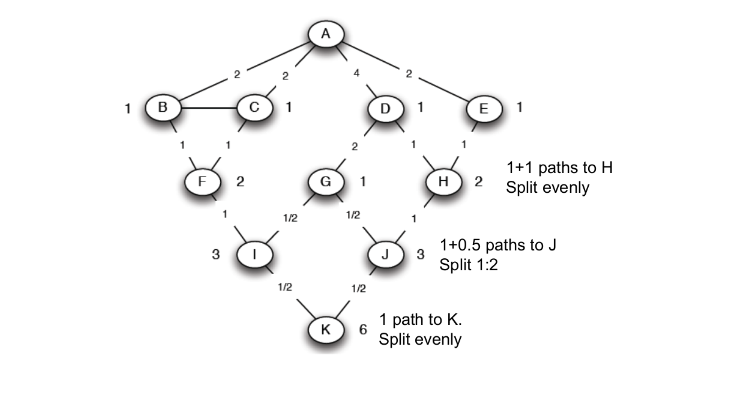 A
2 2 4 2
1 B C 1 D 1 E 1
1 1 2 1 1
F 2 G 1 H 2
1+1 paths to H
Split evenly
1 1/2 1/2 1
3 I J 3
1+0.5 paths to J
Split 1:2
1/2 1/2
K 6
1 path to K.
Split evenly